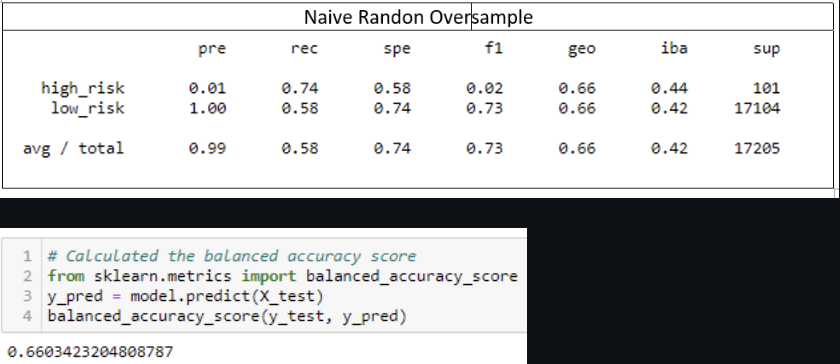 Naive Randon Oversample
pre rec spe f1 geo iba sup
high_risk 0.01 0.74 0.58 0.02 0.66 0.44 101
low_risk 1.00 0.58 0.74 0.73 0.66 0.42 17104
avg / total 0.99 0.58 0.74 0.73 0.66 0.42 17205
1 # Calculated the balanced accuracy score
2 from sklearn.metrics import balanced_accuracy_score
3 y_pred = model.predict(X_test)
4 balanced_accuracy_score(y_test, y_pred)
0.6603423204808787